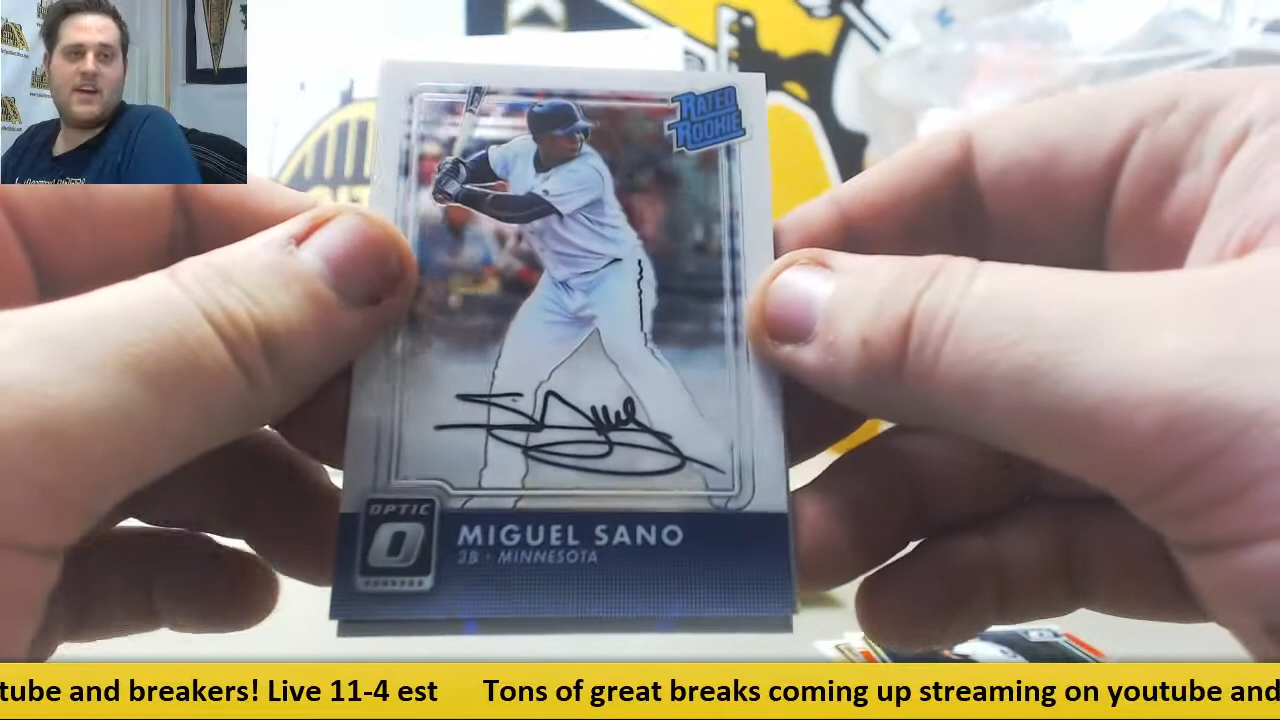 RATED
ROOKIE
OPTIC
O
MIGUEL SANO
3B · MINNESOTA
tube and breakers! Live 11-4 est Tons of great breaks coming up streaming on youtube and